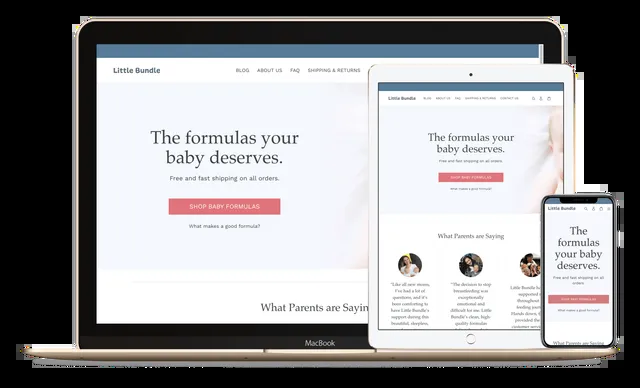 Little Bundle
BLOG ABOUT US FAQ SHIPPING & RETURNS
The formulas your
baby deserves.
Free and fast shipping on all orders.
SHOP BABY FORMULAS
What makes a good formula?
What Parents are Saying
MacBook
Little Bundle
BLOG ABOUT US FAQ SHIPPING & RETURNS CONTACT US
The formulas your
baby deserves.
Free and fast shipping on all orders.
SHOP BABY FORMULAS
What makes a good formula?
What Parents are Saying
"Like all new moms,
I've had a lot of
questions, and it's
been comforting to
have Little Bundle's
support during this
beautiful, sleepless,
"The decision to stop
breastfeeding was
exceptionally
emotional and
difficult for me. Little
Bundle's clean, high-
quality formulas
Little Bundle ha
supported
throughout
feeding
Hands down,
provided the
customer serv
Little Bundle
The
formulas
your baby
deserves.
Free and fast shipping on all
orders.
SHOP BABY FORMULAS
What makes a good formula?
What Parents are